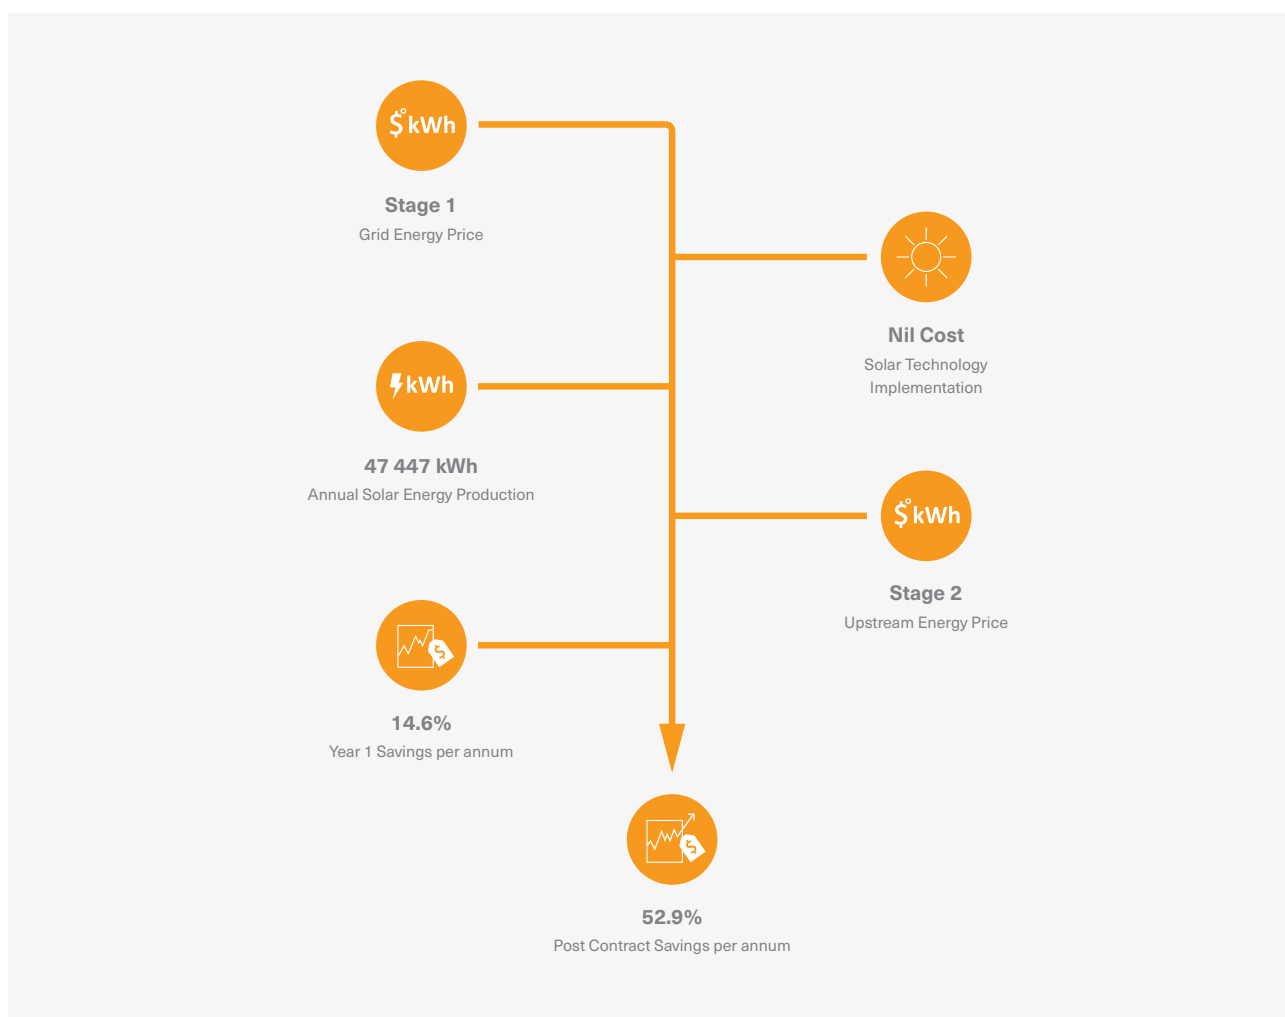 $°kWh
Stage 1
Grid Energy Price
Nil Cost
Solar Technology
Implementation
kWh
47 447 kWh
Annual Solar Energy Production
$°kWh
Stage 2
Upstream Energy Price
$
14.6%
Year 1 Savings per annum
$
52.9%
Post Contract Savings per annum